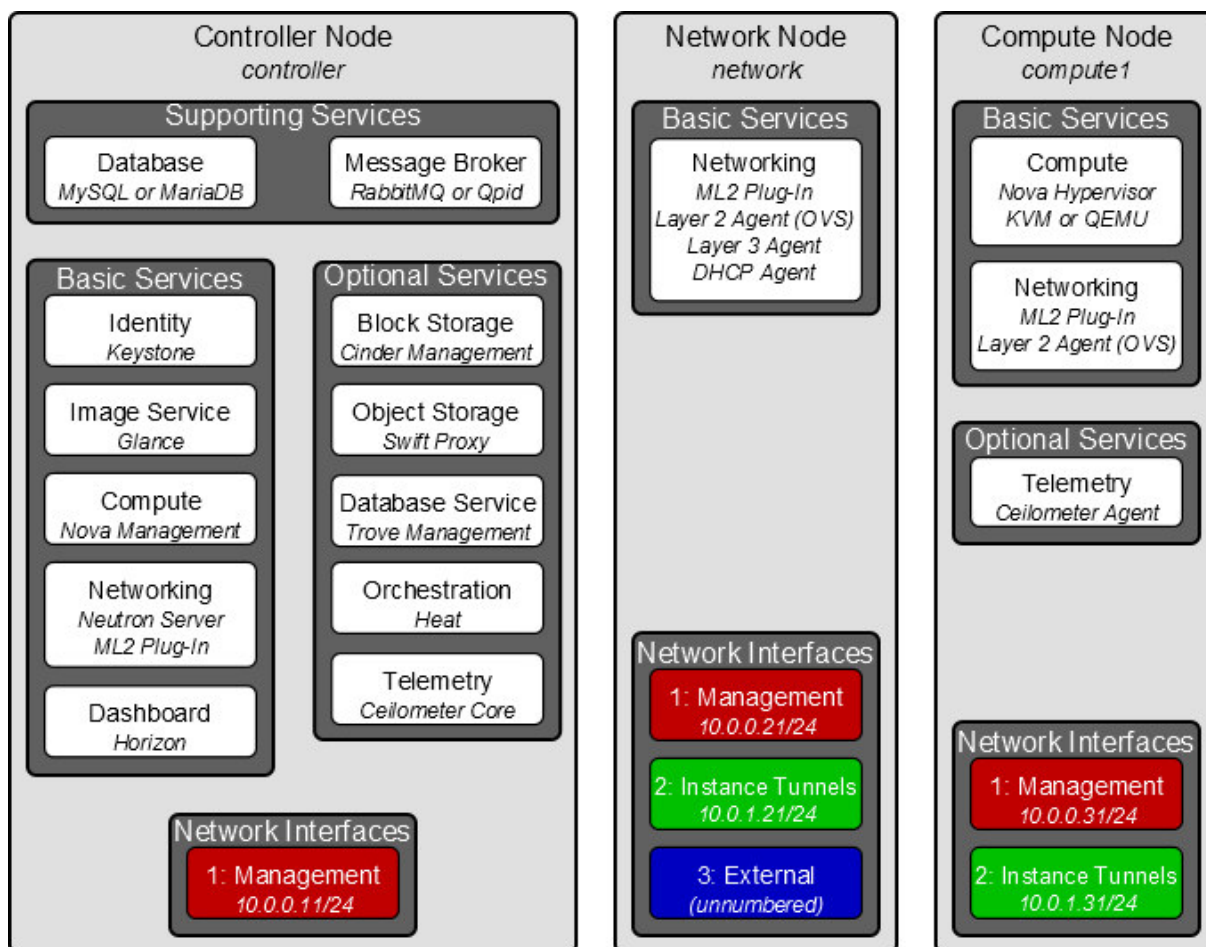 Controller Node
controller
Supporting Services
Database
MySQL or MariaDB
Message Broker
RabbitMQ or Qpid
Basic Services
Identity
Keystone
Image Service
Glance
Compute
Nova Management
Networking
Neutron Server
ML2 Plug-In
Dashboard
Horizon
Optional Services
Block Storage
Cinder Management
Object Storage
Swift Proxy
Database Service
Trove Management
Orchestration
Heat
Telemetry
Ceilometer Core
Network Interfaces
1: Management
10.0.0.11/24
Network Node
network
Basic Services
Networking
ML2 Plug-In
Layer 2 Agent (OVS)
Layer 3 Agent
DHCP Agent
Network Interfaces
1: Management
10.0.0.21/24
2: Instance Tunnels
10.0.1.21/24
3: External
(unnumbered)
Compute Node
compute1
Basic Services
Compute
Nova Hypervisor
KVM or QEMU
Networking
ML2 Plug-In
Layer 2 Agent (OVS)
Optional Services
Telemetry
Ceilometer Agent
Network Interfaces
1: Management
10.0.0.31/24
2: Instance Tunnels
10.0.1.31/24